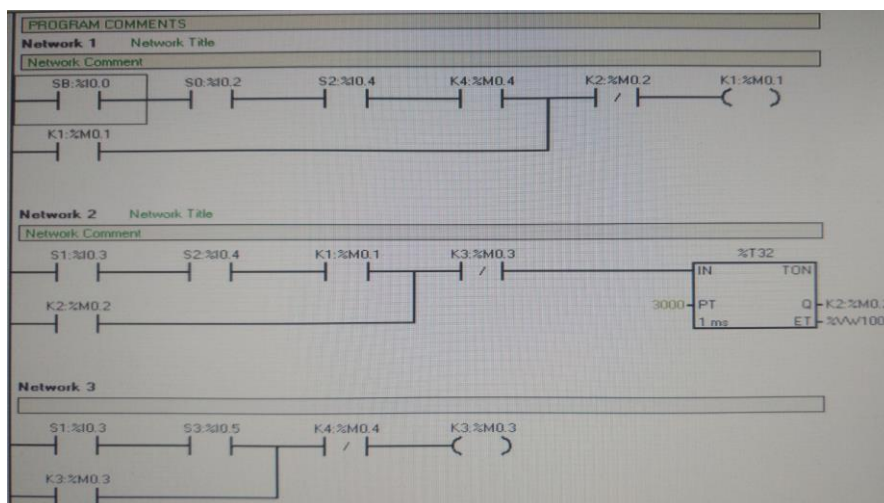 PROGRAM COMMENTS
Network 1 Network Title
Network Comment
SB:%I0.0 S0:%I0.2 S2:%I0.4 K4:%M0.4 K2:%M0.2 K1:%M0.1
K1:%M0.1
Network 2 Network Title
Network Comment
S1:%I0.3 S2:%I0.4 K1:%M0.1 K3:%M0.3 %T32
IN TON
K2:%M0.2 3000 PT Q K2:%M0.
1 ms ET %VW100
Network 3
S1:%I0.3 S3:%I0.5 K4:%M0.4 K3:%M0.3
K3:%M0.3